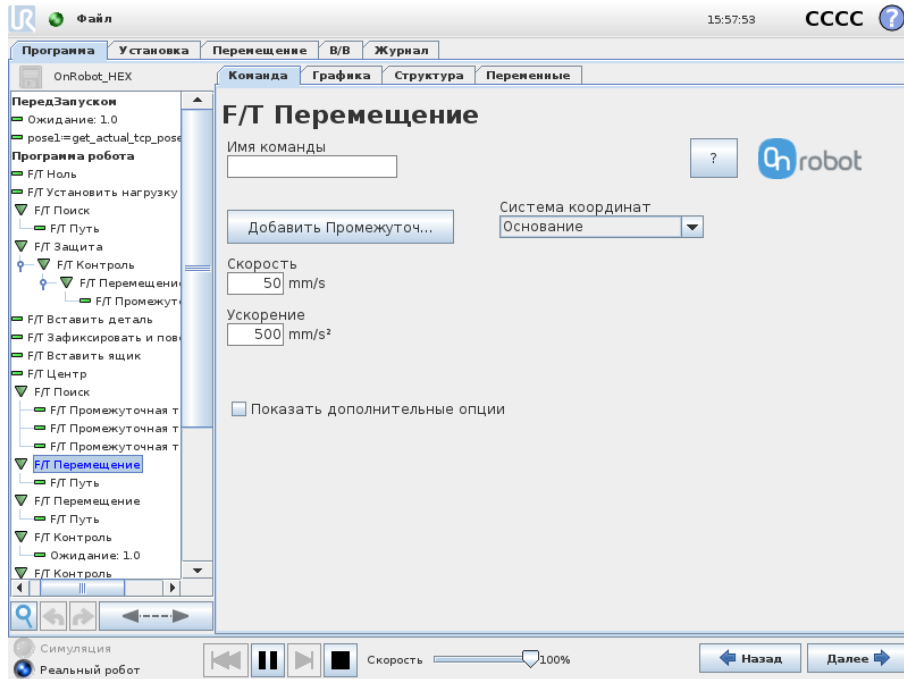 Файл
15:57:53
CCCC
?
Программа
Установка
Перемещение
В/В
Журнал
OnRobot_HEX
Команда
Графика
Структура
Переменные
ПередЗапуском
Ожидание: 1.0
pose1:=get_actual_tcp_pose
Программа робота
F/T Ноль
F/T Установить нагрузку
F/T Поиск
F/T Путь
F/T Защита
F/T Контроль
F/T Перемещени
F/T Промежут
F/T Вставить деталь
F/T Зафиксировать и пов
F/T Вставить ящик
F/T Центр
F/T Поиск
F/T Промежуточная т
F/T Промежуточная т
F/T Промежуточная т
F/T Перемещение
F/T Путь
F/T Перемещение
F/T Путь
F/T Контроль
Ожидание: 1.0
F/T Контроль
F/T Перемещение
Имя команды
?
On robot
Добавить Промежуточ...
Система координат
Основание
Скорость
50 mm/s
Ускорение
500 mm/s²
Показать дополнительные опции
Симуляция
Реальный робот
Скорость
100%
Назад
Далее